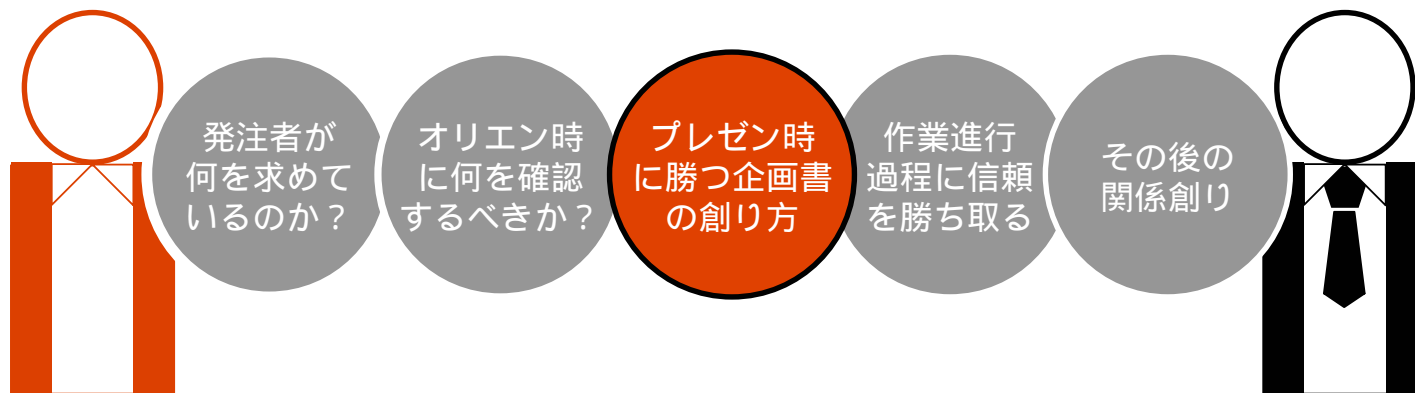 発注者が
何を求めて
いるのか？
オリエン時
に何を確認
するべきか？
プレゼン時
に勝つ企画書
の創り方
作業進行
過程に信頼
を勝ち取る
その後の
関係創り